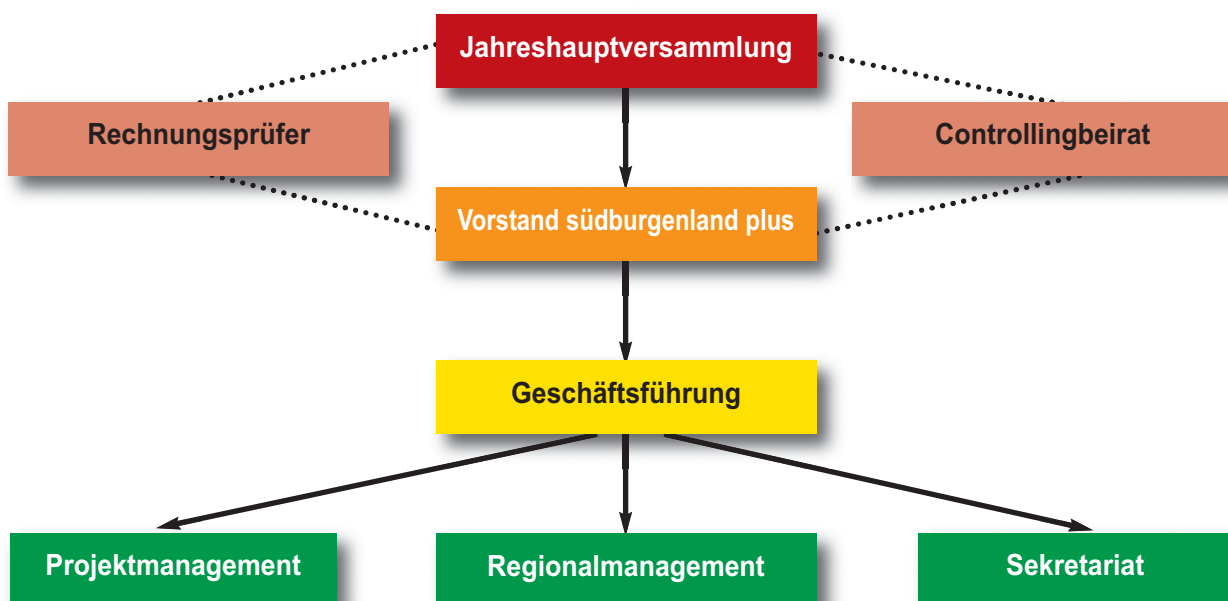 Jahreshauptversammlung
Rechnungsprüfer
Controllingbeirat
Vorstand südburgenland plus
Geschäftsführung
Projektmanagement
Regionalmanagement
Sekretariat